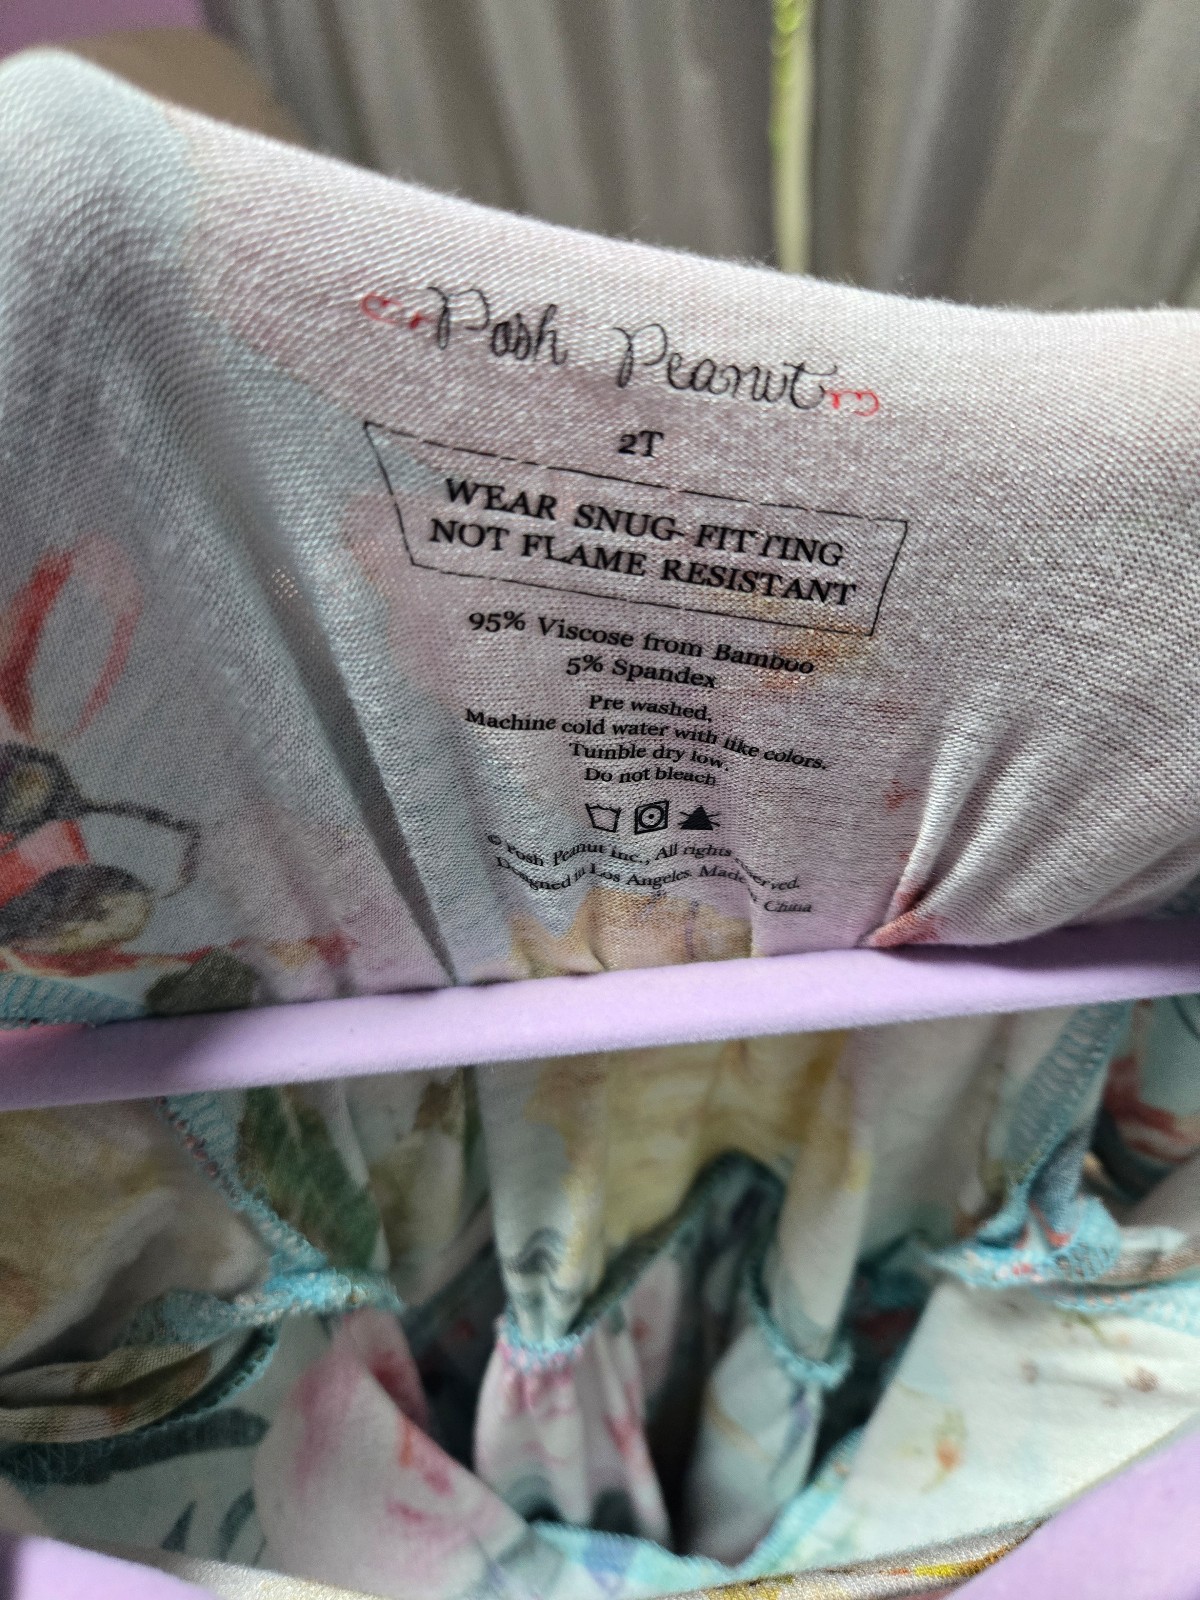 Posh Peanut
2T
WEAR SNUG-FITTING
NOT FLAME RESISTANT
95% Viscose from Bamboo
5% Spandex
Pre washed,
Machine cold water with like colors.
Tumble dry low.
Do not bleach
© Posh Peanut inc., All rights reserved.
Designed in Los Angeles. Made in China